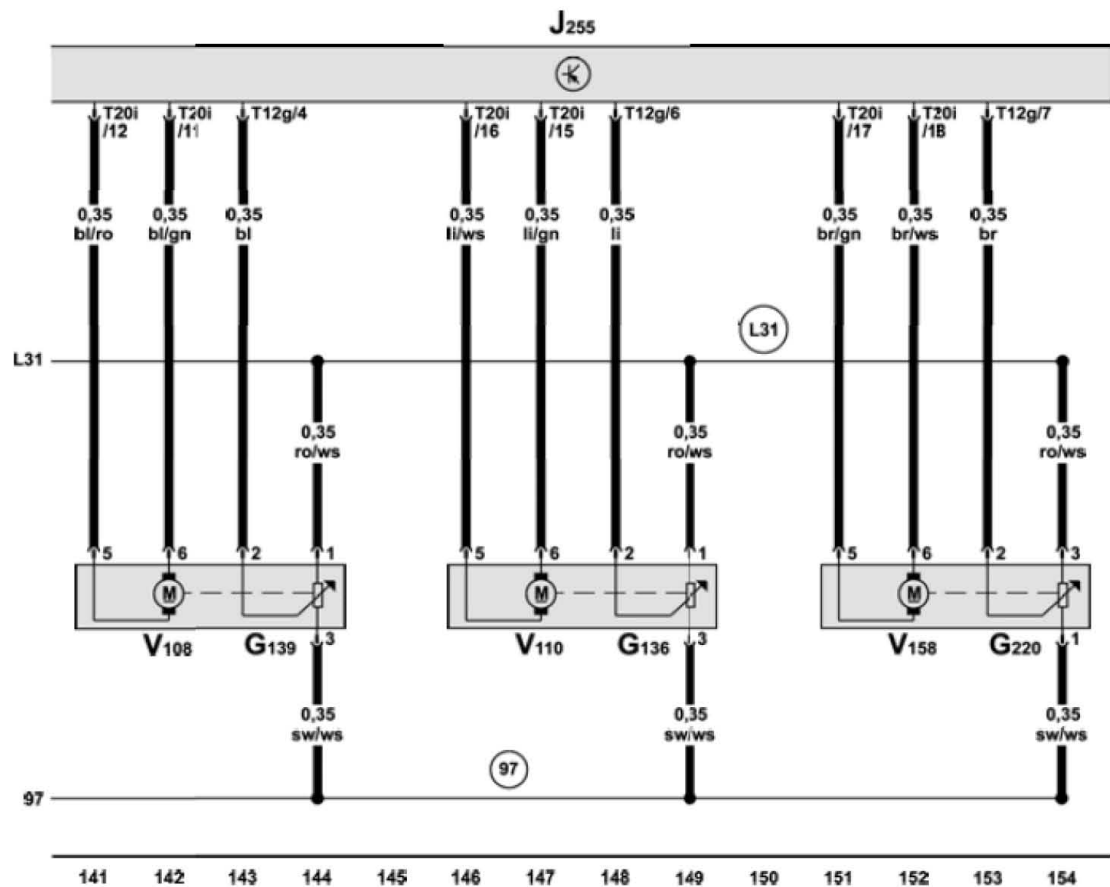 J255
T20i T20i T12g/4 T20i T20i T12g/6 T20i T20i T12g/7
/12 /11 /16 /15 /17 /18
0,35 0,35 0,35 0,35 0,35 0,35 0,35 0,35 0,35
bl/ro bl/gn bl li/ws li/gn li br/gn br/ws br
L31
L31
0,35 0,35 0,35
ro/ws ro/ws ro/ws
5 6 2 1 5 6 2 1 5 6 2 3
M M M
V108 G139 3 V110 G136 3 V158 G220 1
0,35 0,35 0,35
sw/ws sw/ws sw/ws
97
97
141 142 143 144 145 146 147 148 149 150 151 152 153 154